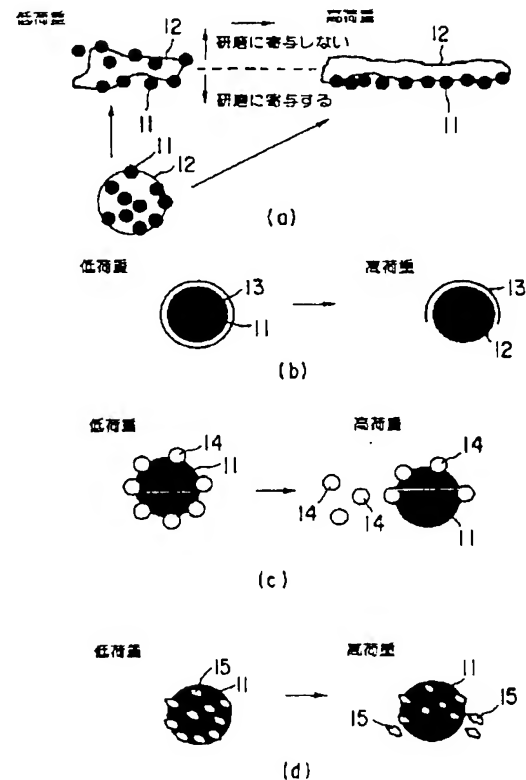 低荷重 高荷重
12 研磨に寄与しない 12
11 研磨に寄与する 11
11
12
(a)
低荷重 高荷重
13 13
11 12
(b)
低荷重 高荷重
14 14
11
14 14 11
(c)
低荷重 高荷重
15 11 11
15 15
(d)